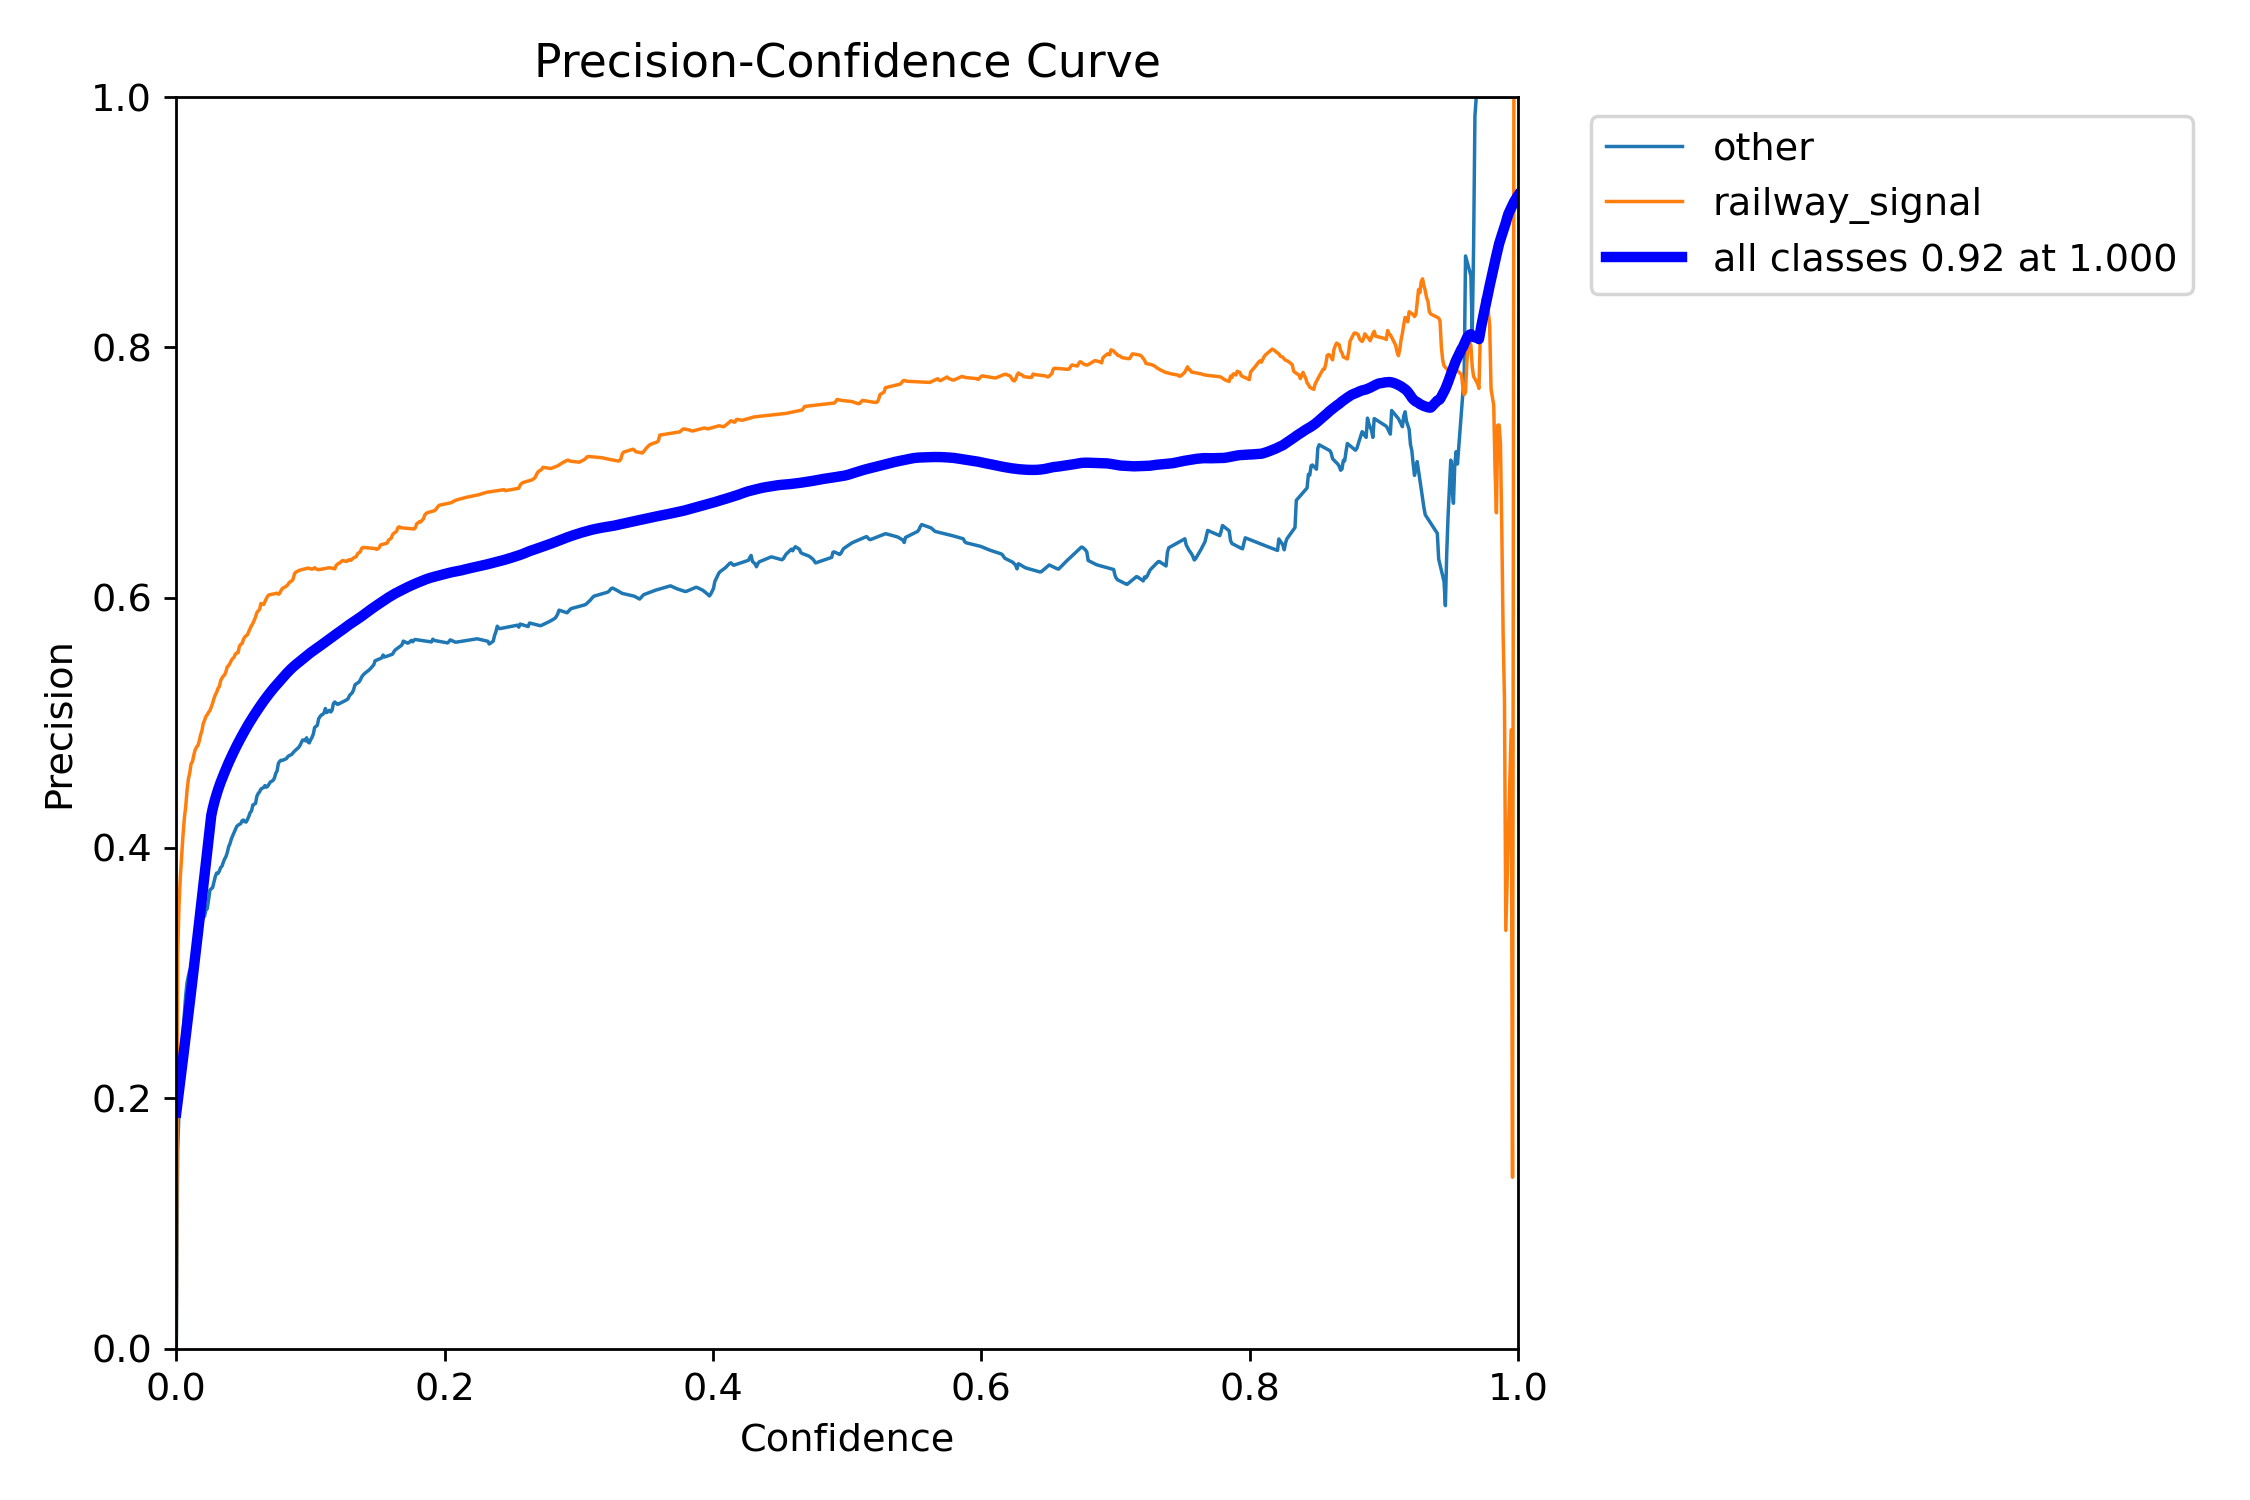 Precision-Confidence Curve
1.0
0.8
0.6
0.4
0.2
0.0
Precision
0.0 0.2 0.4 0.6 0.8 1.0
Confidence
other
railway_signal
all classes 0.92 at 1.000